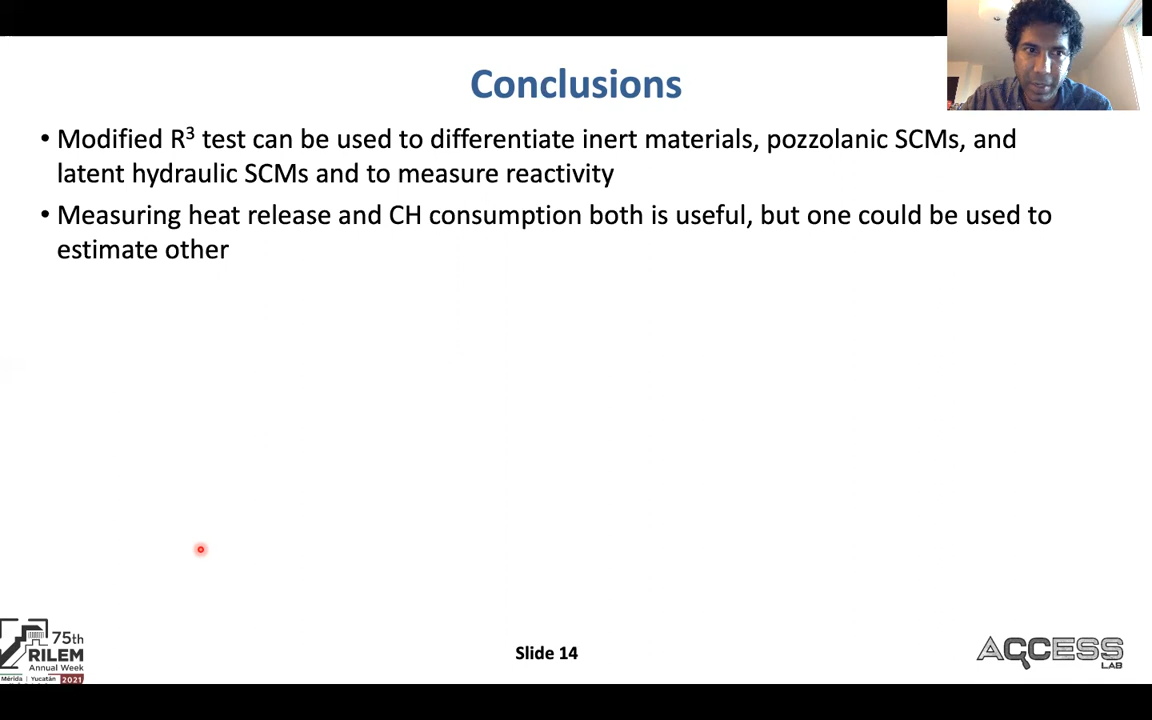 Conclusions
• Modified R³ test can be used to differentiate inert materials, pozzolanic SCMs, and
latent hydraulic SCMs and to measure reactivity
• Measuring heat release and CH consumption both is useful, but one could be used to
estimate other
75th
RILEM
Annual Week
Mérida | Yucatán 2021
Slide 14
ACCESS
LAB